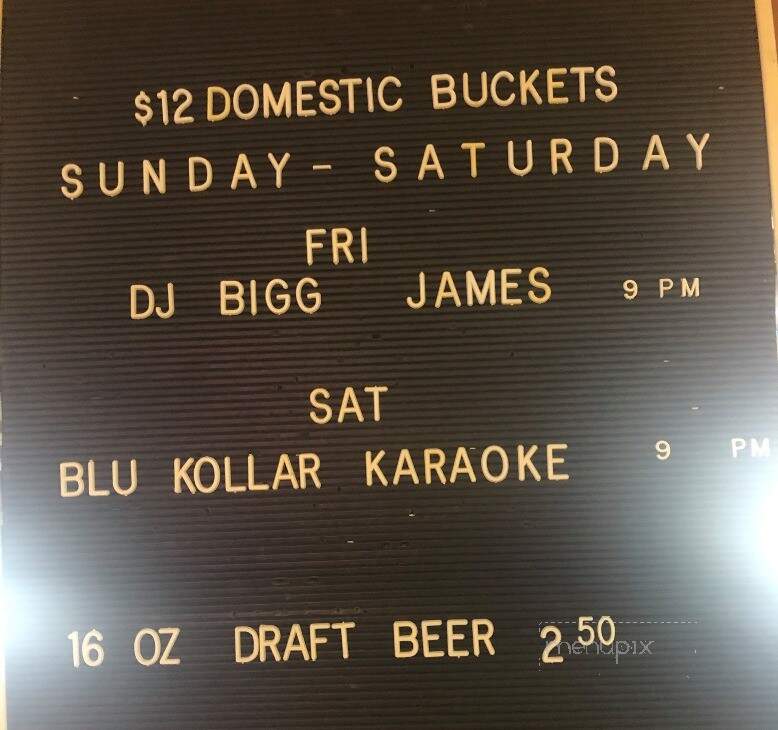 $12 DOMESTIC BUCKETS
SUNDAY - SATURDAY
FRI
DJ BIGG JAMES 9 PM
SAT
BLU KOLLAR KARAOKE 9 PM
16 OZ DRAFT BEER 2 50
menupix